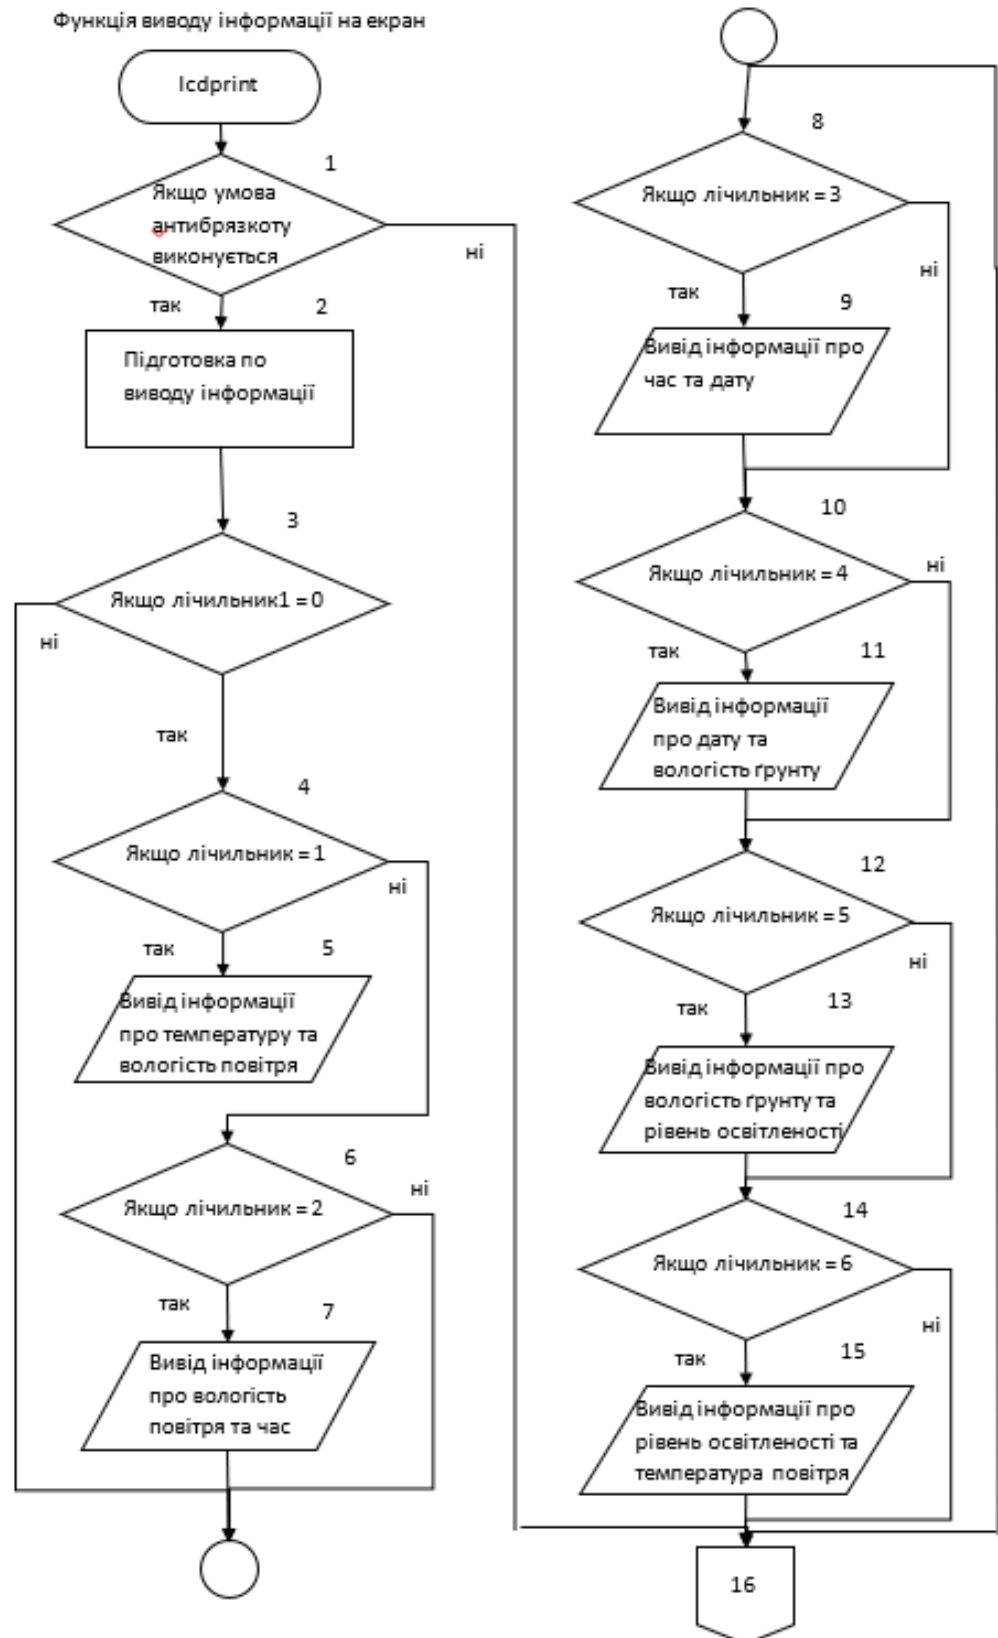 Функція виводу інформації на екран
lcdprint
1
Якщо умова
антибрязкоту
виконується
ні
так
2
Підготовка по
виводу інформації
3
Якщо лічильник1 = 0
ні
так
4
Якщо лічильник = 1
ні
так
5
Вивід інформації
про температуру та
вологість повітря
6
ні
Якщо лічильник = 2
так
7
Вивід інформації
про вологість
повітря та час
8
Якщо лічильник = 3
ні
так
9
Вивід інформації про
час та дату
10
ні
Якщо лічильник = 4
так
11
Вивід інформації
про дату та
вологість ґрунту
12
Якщо лічильник = 5
ні
так
13
Вивід інформації про
вологість ґрунту та
рівень освітленості
14
Якщо лічильник = 6
ні
так
15
Вивід інформації про
рівень освітленості та
температура повітря
16